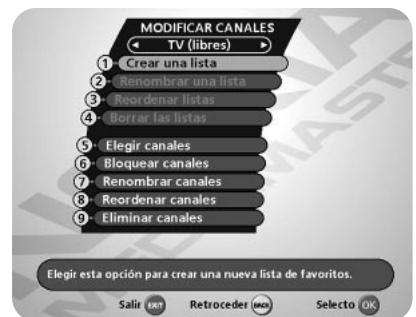 MODIFICAR CANALES
TV (libres)
1 Crear una lista
2 Renombrar una lista
3 Reordenar listas
4 Borrar las listas
5 Elegir canales
6 Bloquear canales
7 Renombrar canales
8 Reordenar canales
9 Eliminar canales
Elegir esta opción para crear una nueva lista de favoritos.
Salir EXIT Retroceder BACK Selecto OK